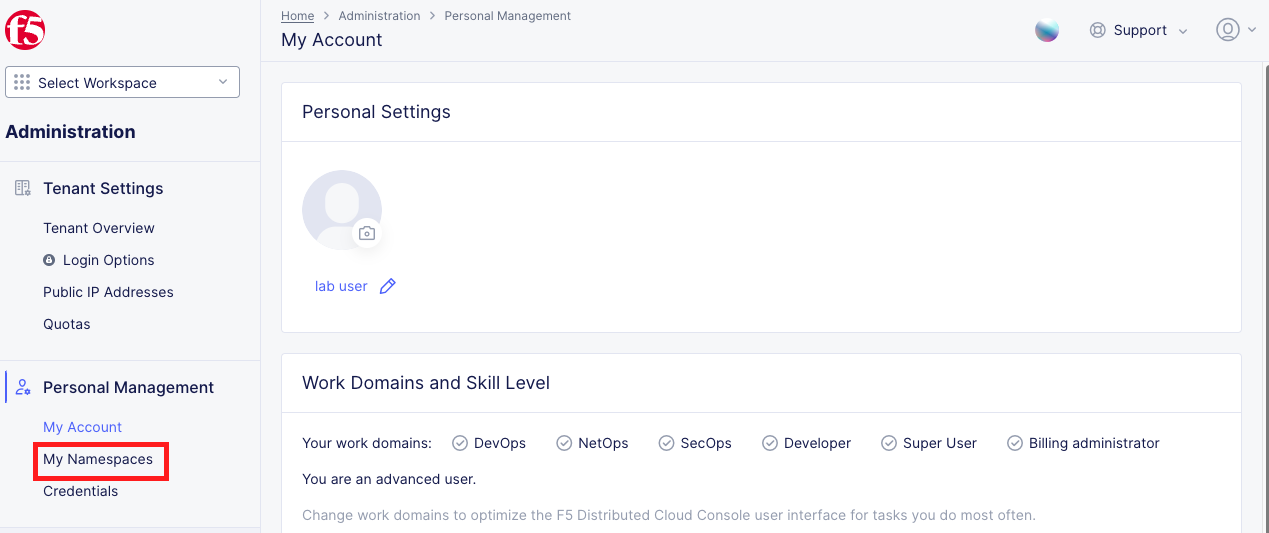 f5
Home > Administration > Personal Management
My Account
Support
Select Workspace
Administration
Tenant Settings
Tenant Overview
Login Options
Public IP Addresses
Quotas
Personal Management
My Account
My Namespaces
Credentials
Personal Settings
lab user
Work Domains and Skill Level
Your work domains: DevOps NetOps SecOps Developer Super User Billing administrator
You are an advanced user.
Change work domains to optimize the F5 Distributed Cloud Console user interface for tasks you do most often.